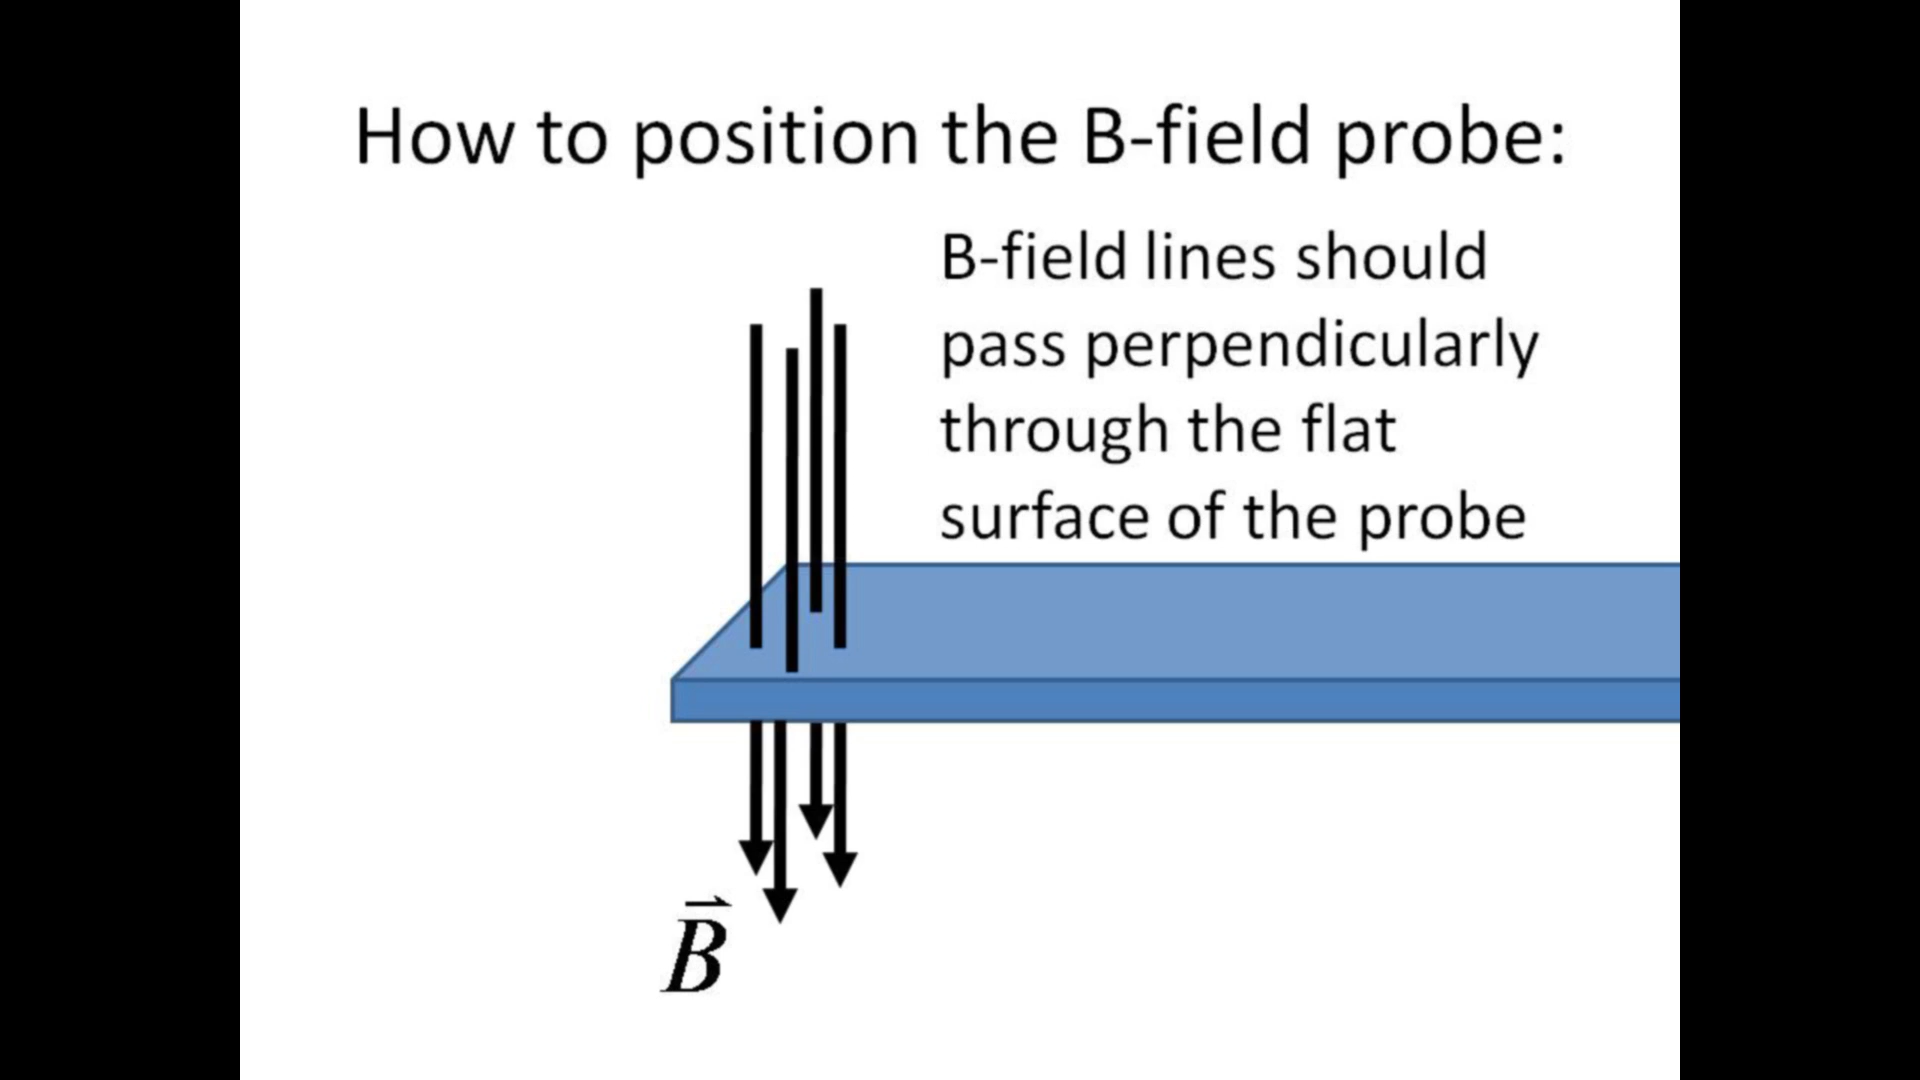 How to position the B-field probe:
B-field lines should
pass perpendicularly
through the flat
surface of the probe
B⃗